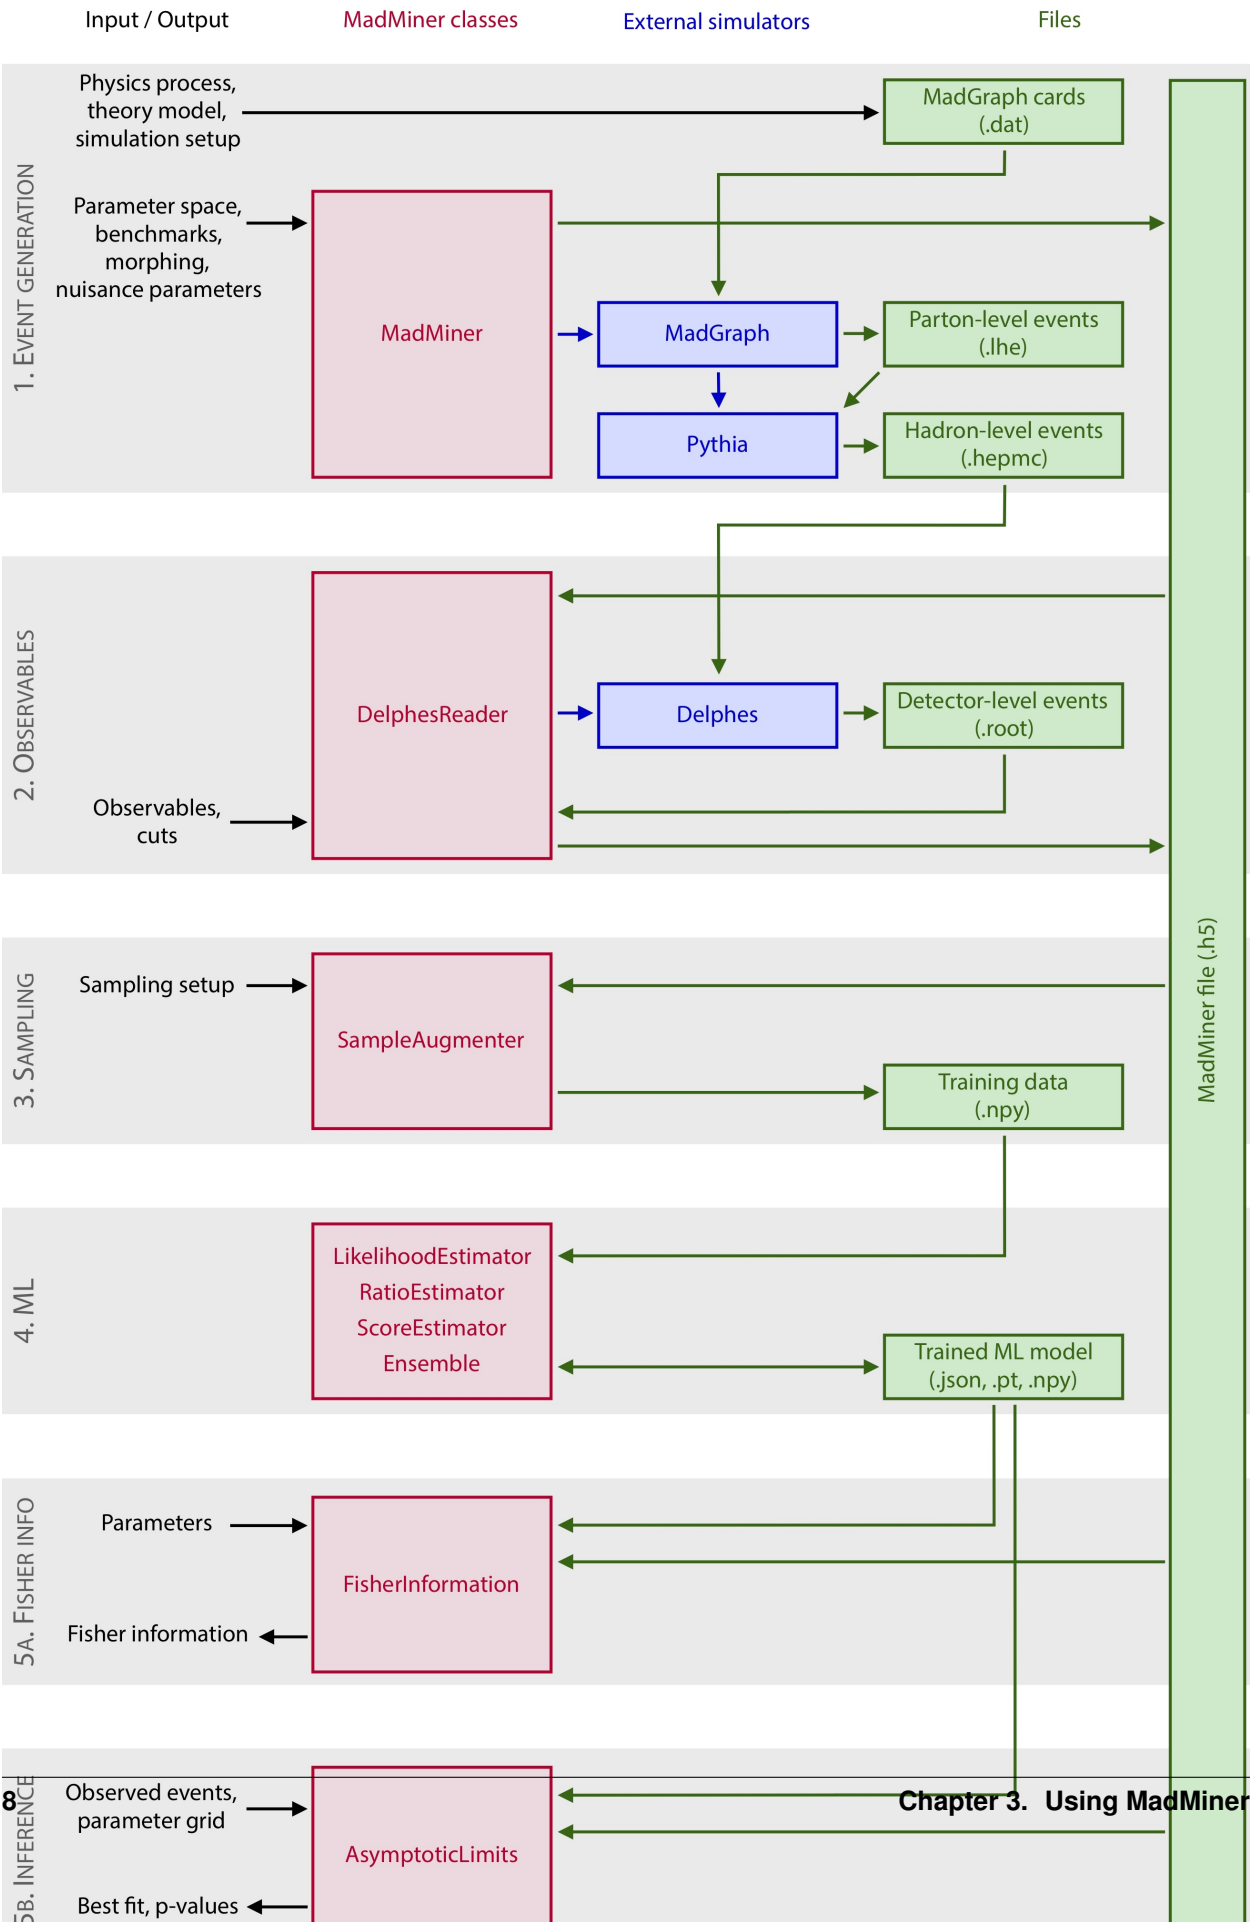 Input / Output
MadMiner classes
External simulators
Files
1. EVENT GENERATION
Physics process,
theory model,
simulation setup
MadGraph cards
(.dat)
Parameter space,
benchmarks,
morphing,
nuisance parameters
MadMiner
MadGraph
Parton-level events
(.lhe)
Pythia
Hadron-level events
(.hepmc)
2. OBSERVABLES
DelphesReader
Delphes
Detector-level events
(.root)
Observables,
cuts
MadMiner file (.h5)
3. SAMPLING
Sampling setup
SampleAugmenter
Training data
(.npy)
4. ML
LikelihoodEstimator
RatioEstimator
ScoreEstimator
Ensemble
Trained ML model
(.json, .pt, .npy)
5A. FISHER INFO
Parameters
FisherInformation
Fisher information
5B. INFERENCE
Observed events,
parameter grid
AsymptoticLimits
Best fit, p-values
8
Chapter 3. Using MadMiner